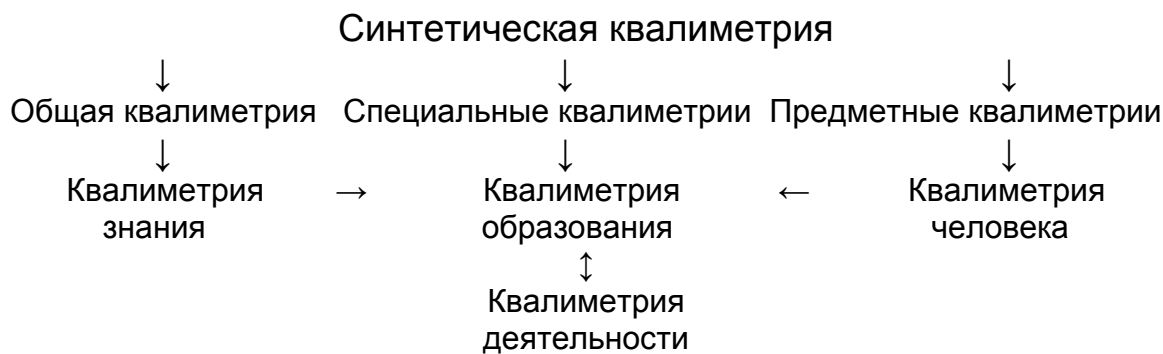 Синтетическая квалиметрия
↓ ↓ ↓
Общая квалиметрия Специальные квалиметрии Предметные квалиметрии
↓ ↓ ↓
Квалиметрия → Квалиметрия ← Квалиметрия
знания образования человека
↕
Квалиметрия
деятельности